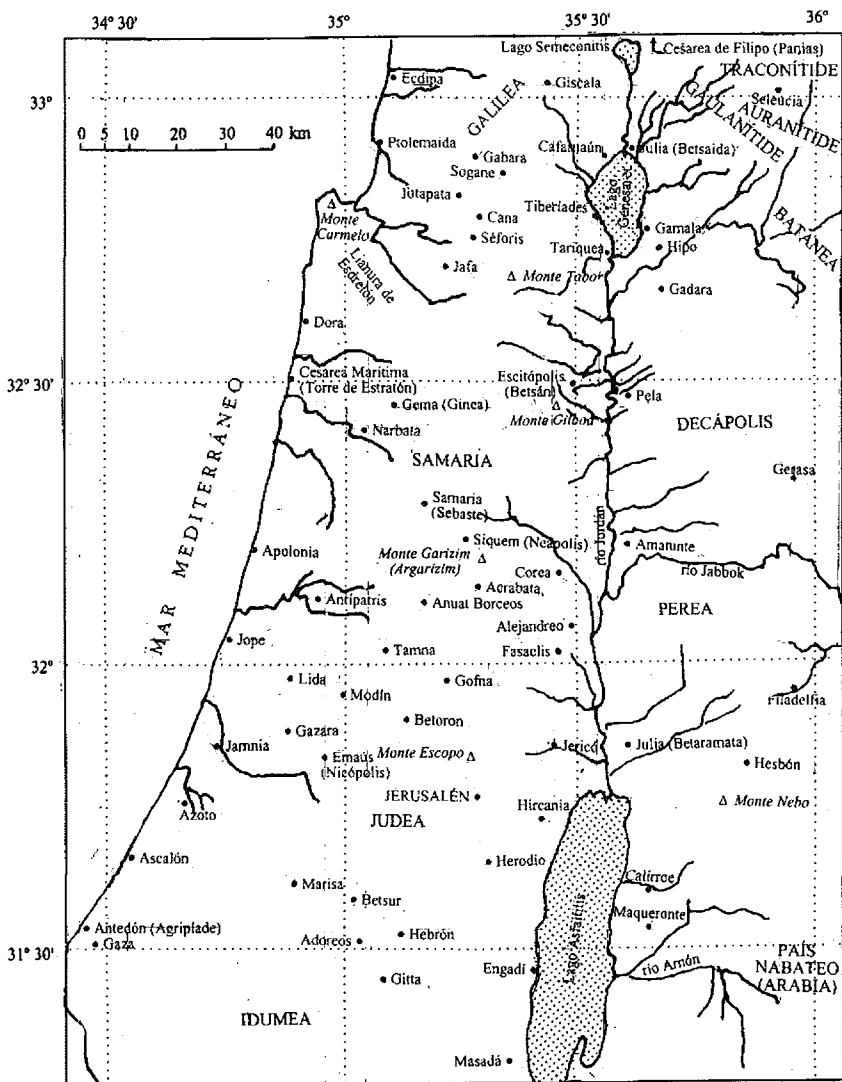 34° 30'
35°
35° 30'
36°
Lago Semeconitis
Cesarea de Filipo (Panias)
TRACONÍTIDE
Ecdipa
Giscala
Seleucia
33°
GALILEA
GAULANÍTIDE
AURANÍTIDE
0 5 10 20 30 40 km
Ptolemaida
Gabara
Cafarnaún
Julia (Betsaida)
Sogane
Jotapata
Lago
Genesaret
Monte
Carmelo
Cana
Tiberíades
Gamala
Séforis
Tariquea
Hipo
BATANEA
Jafa
Monte Tabor
Llanura de
Esdrelón
Gadara
Dora
Cesarea Marítima
(Torre de Estratón)
Escitópolis
(Betsán)
32° 30'
Pela
Gema (Ginea)
Monte Gilboa
DECÁPOLIS
Narbata
MAR MEDITERRÁNEO
SAMARÍA
Gerasa
Samaria
(Sebaste)
río Jordán
Siquem (Neápolis)
Amatunte
Apolonia
Monte Garizim
(Argarizim)
Corea
río Jabbok
Acrabata
Antípatris
Anuat Borceos
PEREA
Alejandreo
Jope
Tamna
Fasaelis
32°
Lida
Gofna
Filadelfia
Modín
Betoron
Gazara
Jamnia
Emaús
(Nicópolis)
Monte Escopo
Jericó
Julia (Betaramata)
Hesbón
JERUSALÉN
Monte Nebo
Azoto
JUDEA
Hircania
Ascalón
Herodio
Calirroe
Marisa
Betsur
Maqueronte
Antedón (Agripíade)
Gaza
Adoreos
Hebrón
31° 30'
Lago Asfaltitis
PAÍS
NABATEO
(ARABIA)
Engadí
río Arnón
Gitta
IDUMEA
Masadá